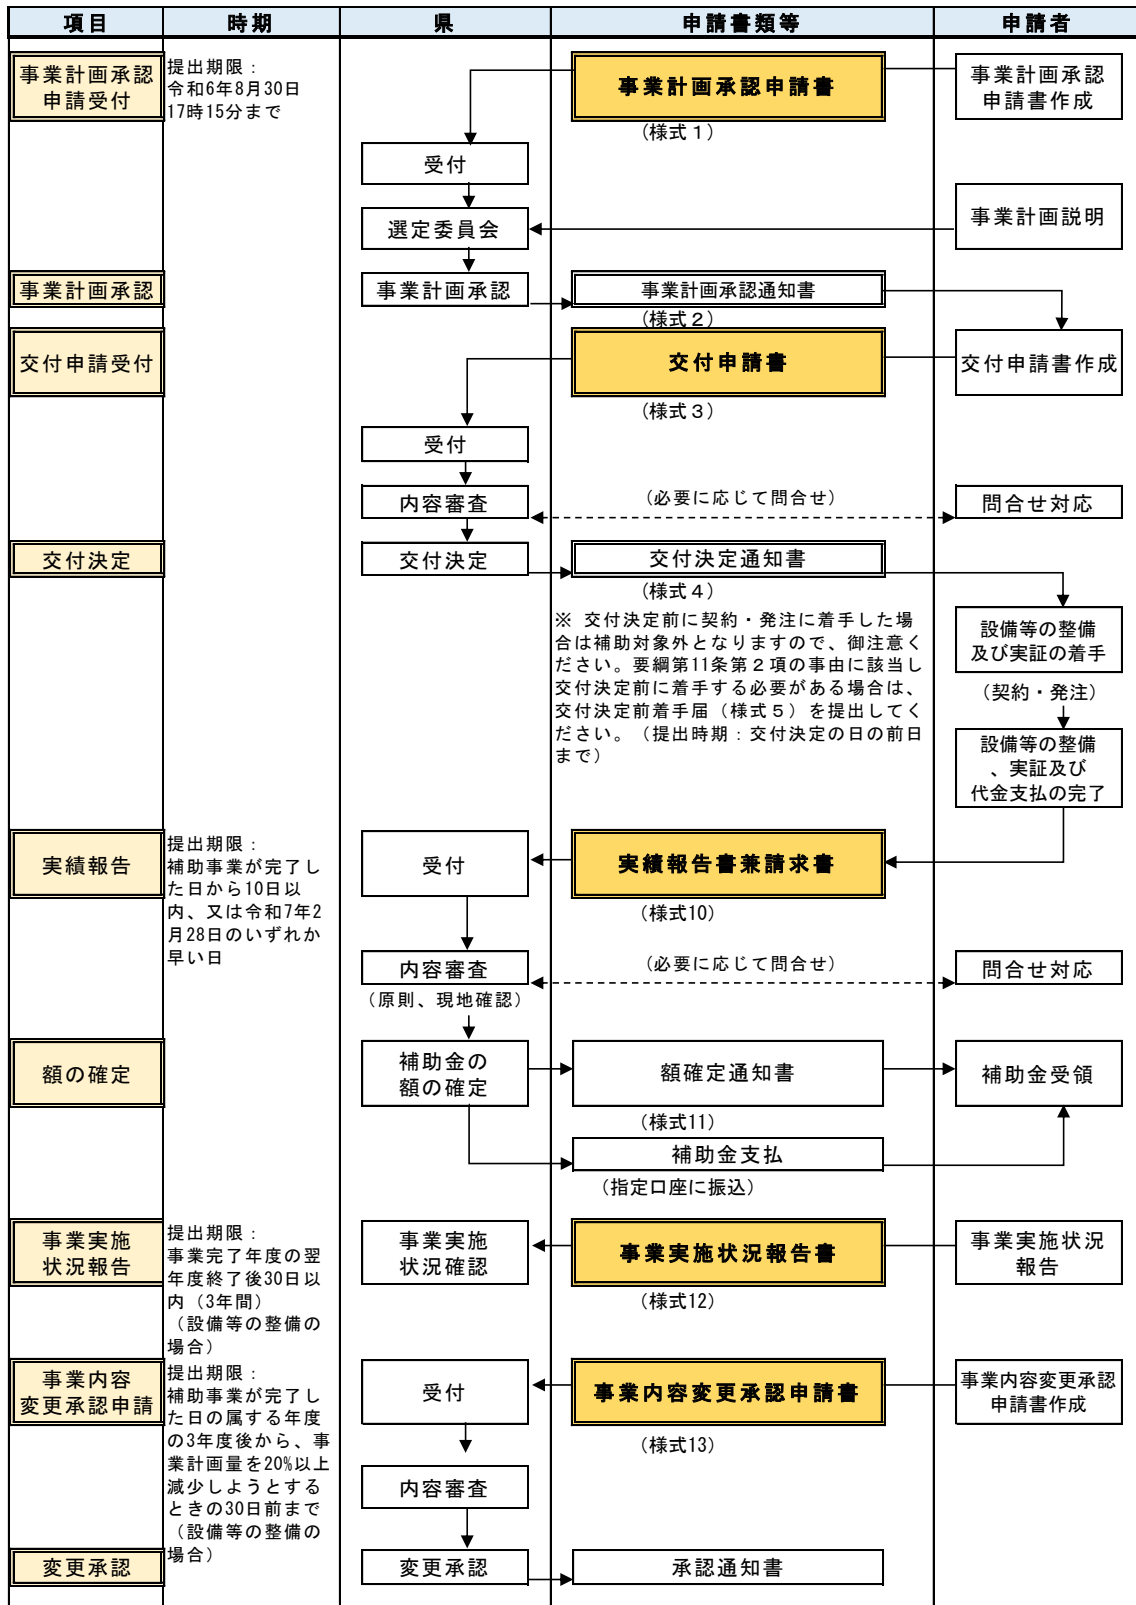 項目
時期
県
申請書類等
申請者
事業計画承認
申請受付
提出期限：
令和6年8月30日
17時15分まで
事業計画承認申請書
（様式１）
事業計画承認
申請書作成
受付
選定委員会
事業計画説明
事業計画承認
事業計画承認
事業計画承認通知書
（様式２）
交付申請受付
交付申請書
（様式３）
交付申請書作成
受付
内容審査
（必要に応じて問合せ）
問合せ対応
交付決定
交付決定
交付決定通知書
（様式４）
※ 交付決定前に契約・発注に着手した場
合は補助対象外となりますので、御注意く
ださい。要綱第11条第２項の事由に該当し
交付決定前に着手する必要がある場合は、
交付決定前着手届（様式５）を提出してく
ださい。（提出時期：交付決定の日の前日
まで）
設備等の整備
及び実証の着手
（契約・発注）
設備等の整備
、実証及び
代金支払の完了
実績報告
提出期限：
補助事業が完了し
た日から10日以
内、又は令和7年2
月28日のいずれか
早い日
受付
実績報告書兼請求書
（様式10）
内容審査
（原則、現地確認）
（必要に応じて問合せ）
問合せ対応
額の確定
補助金の
額の確定
額確定通知書
（様式11）
補助金受領
補助金支払
（指定口座に振込）
事業実施
状況報告
提出期限：
事業完了年度の翌
年度終了後30日以
内（3年間）
（設備等の整備の
場合）
事業実施
状況確認
事業実施状況報告書
（様式12）
事業実施状況
報告
事業内容
変更承認申請
提出期限：
補助事業が完了し
た日の属する年度
の3年度後から、事
業計画量を20%以上
減少しようとする
ときの30日前まで
（設備等の整備の
場合）
受付
事業内容変更承認申請書
（様式13）
事業内容変更承認
申請書作成
内容審査
変更承認
変更承認
承認通知書